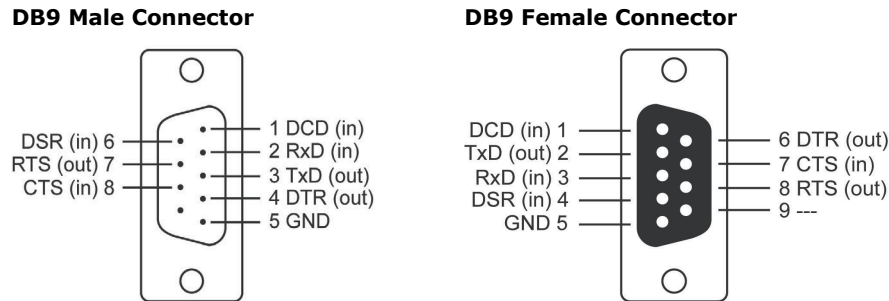 DB9 Male Connector
DSR (in) 6
RTS (out) 7
CTS (in) 8
1 DCD (in)
2 RxD (in)
3 TxD (out)
4 DTR (out)
5 GND
DB9 Female Connector
DCD (in) 1
TxD (out) 2
RxD (in) 3
DSR (in) 4
GND 5
6 DTR (out)
7 CTS (in)
8 RTS (out)
9 ---